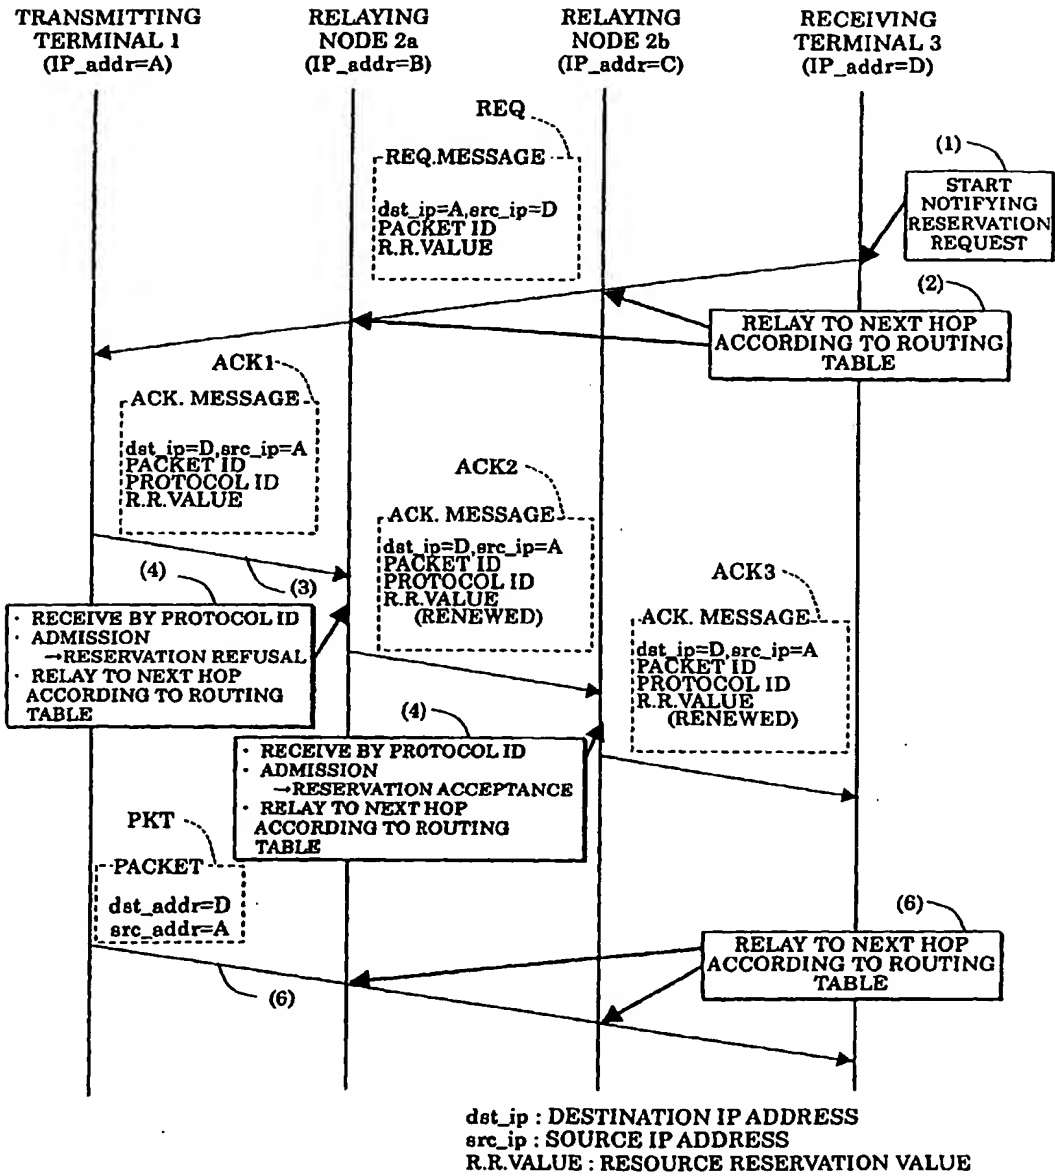 TRANSMITTING
TERMINAL 1
(IP_addr=A)
RELAYING
NODE 2a
(IP_addr=B)
RELAYING
NODE 2b
(IP_addr=C)
RECEIVING
TERMINAL 3
(IP_addr=D)
REQ
REQ.MESSAGE
dst_ip=A,src_ip=D
PACKET ID
R.R.VALUE
(1)
START
NOTIFYING
RESERVATION
REQUEST
(2)
RELAY TO NEXT HOP
ACCORDING TO ROUTING
TABLE
ACK1
ACK. MESSAGE
dst_ip=D,src_ip=A
PACKET ID
PROTOCOL ID
R.R.VALUE
(3)
ACK2
ACK. MESSAGE
dst_ip=D,src_ip=A
PACKET ID
PROTOCOL ID
R.R.VALUE
(RENEWED)
(4)
· RECEIVE BY PROTOCOL ID
· ADMISSION
→RESERVATION REFUSAL
· RELAY TO NEXT HOP
ACCORDING TO ROUTING
TABLE
ACK3
ACK. MESSAGE
dst_ip=D,src_ip=A
PACKET ID
PROTOCOL ID
R.R.VALUE
(RENEWED)
(4)
· RECEIVE BY PROTOCOL ID
· ADMISSION
→RESERVATION ACCEPTANCE
· RELAY TO NEXT HOP
ACCORDING TO ROUTING
TABLE
PKT
PACKET
dst_addr=D
src_addr=A
(6)
(6)
RELAY TO NEXT HOP
ACCORDING TO ROUTING
TABLE
dst_ip : DESTINATION IP ADDRESS
src_ip : SOURCE IP ADDRESS
R.R.VALUE : RESOURCE RESERVATION VALUE